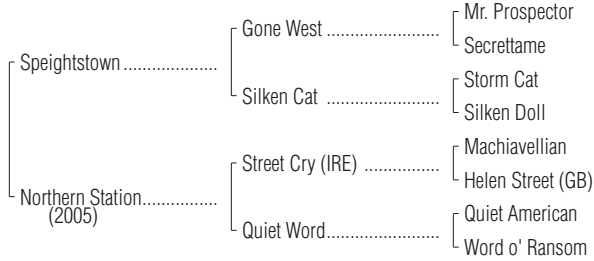 Mr. Prospector
Gone West ........................
Secrettame
Speightstown ....................
Storm Cat
Silken Cat ........................
Silken Doll
Machiavellian
Street Cry (IRE) ................
Helen Street (GB)
Northern Station................
(2005)
Quiet American
Quiet Word........................
Word o' Ransom